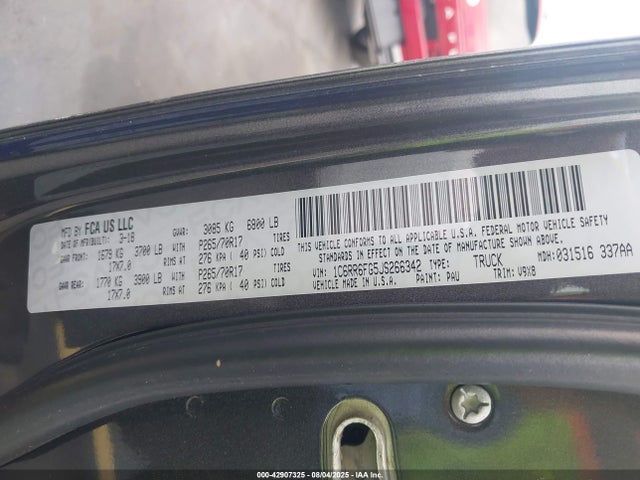 MFD BY FCA US LLC GVWR: 3085 KG 6800 LB
DATE OF MFR/BUILT: 3-18
GAWR FRONT: 1679 KG 3700 LB WITH P265/70R17 TIRES
17X7.0 RIMS AT 276 KPA ( 40 PSI) COLD
GAWR REAR: 1770 KG 3900 LB WITH P265/70R17 TIRES
17X7.0 RIMS AT 276 KPA ( 40 PSI) COLD
THIS VEHICLE CONFORMS TO ALL APPLICABLE U.S.A. FEDERAL MOTOR VEHICLE SAFETY
STANDARDS IN EFFECT ON THE DATE OF MANUFACTURE SHOWN ABOVE.
VIN: 1C6RR6FG5JS266342 TYPE: TRUCK MDH: 031516 337AA
VEHICLE MADE IN U.S.A. PAINT: PAU TRIM: V9X8
000-42907325 - 08/04/2025 - IAA Inc.